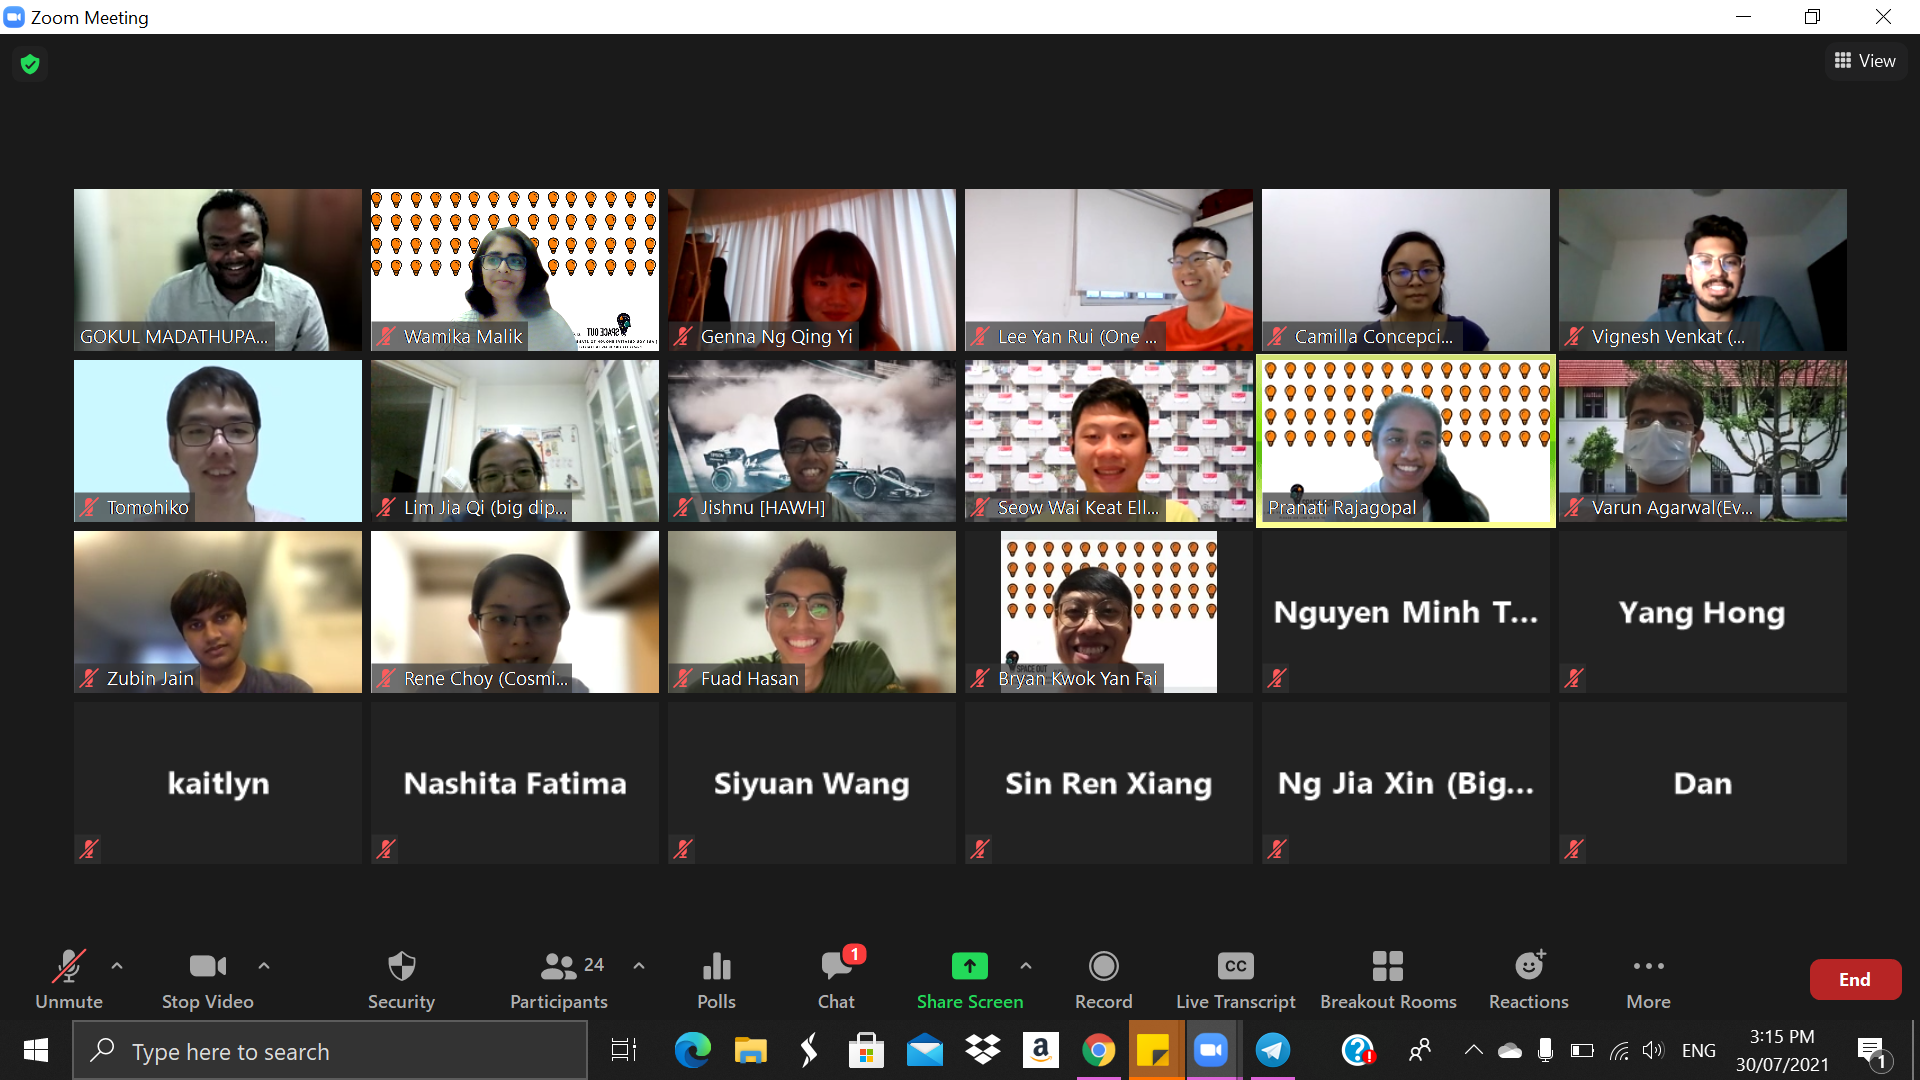 Zoom Meeting
View
GOKUL MADATHUPA...
Wamika Malik
Genna Ng Qing Yi
Lee Yan Rui (One ...
Camilla Concepci...
Vignesh Venkat (...
SPACE OUT
Tomohiko
Lim Jia Qi (big dip...
Jishnu [HAWH]
Seow Wai Keat Ell...
Pranati Rajagopal
Varun Agarwal(Ev...
Zubin Jain
Rene Choy (Cosmi...
Fuad Hasan
SPACE OUT
Bryan Kwok Yan Fai
Nguyen Minh T...
Yang Hong
kaitlyn
Nashita Fatima
Siyuan Wang
Sin Ren Xiang
Ng Jia Xin (Big...
Dan
Unmute
Stop Video
Security
Participants 24
Polls
Chat 1
Share Screen
Record
CC
Live Transcript
Breakout Rooms
Reactions
More
End
Type here to search
a
ENG
3:15 PM
30/07/2021
1